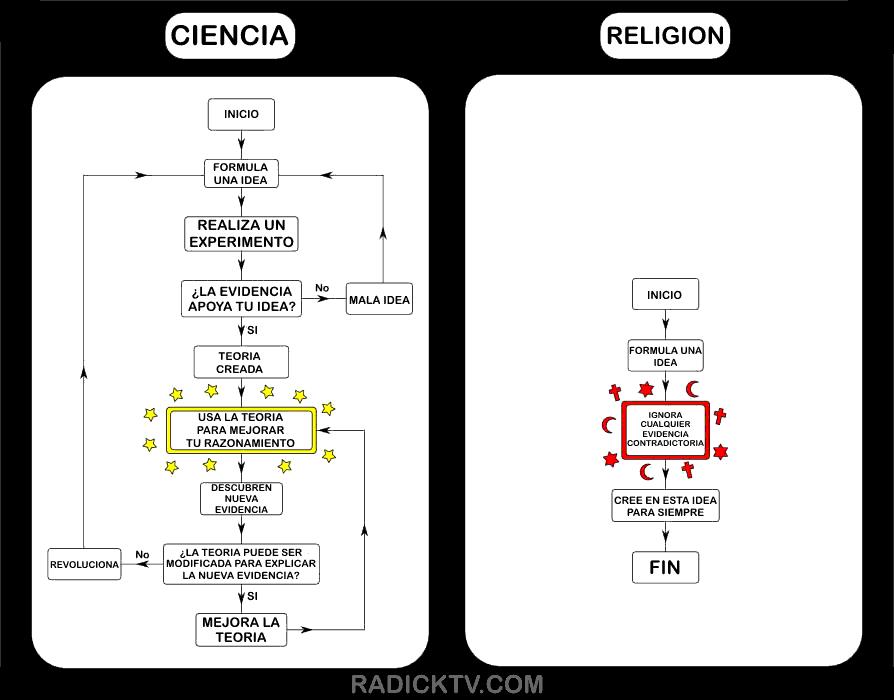 CIENCIA
INICIO
FORMULA
UNA IDEA
REALIZA UN
EXPERIMENTO
¿LA EVIDENCIA
APOYA TU IDEA?
No
MALA IDEA
SI
TEORIA
CREADA
USA LA TEORIA
PARA MEJORAR
TU RAZONAMIENTO
DESCUBREN
NUEVA
EVIDENCIA
¿LA TEORIA PUEDE SER
MODIFICADA PARA EXPLICAR
LA NUEVA EVIDENCIA?
No
REVOLUCIONA
SI
MEJORA LA
TEORIA
RELIGION
INICIO
FORMULA UNA
IDEA
IGNORA
CUALQUIER
EVIDENCIA
CONTRADICTORIA
CREE EN ESTA IDEA
PARA SIEMPRE
FIN
RADICKTV.COM